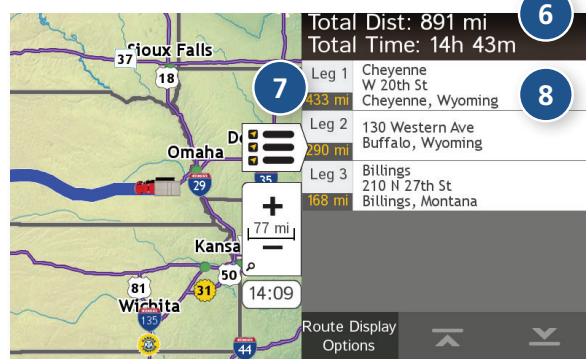 Total Dist: 891 mi
Total Time: 14h 43m
6
7
8
Leg 1
433 mi
Cheyenne
W 20th St
Cheyenne, Wyoming
Leg 2
290 mi
130 Western Ave
Buffalo, Wyoming
Leg 3
168 mi
Billings
210 N 27th St
Billings, Montana
Route Display
Options
Sioux Falls
37
18
D
Omaha
29
35
+
77 mi
−
Kansa
50
81
31
14:09
Wichita
135
44